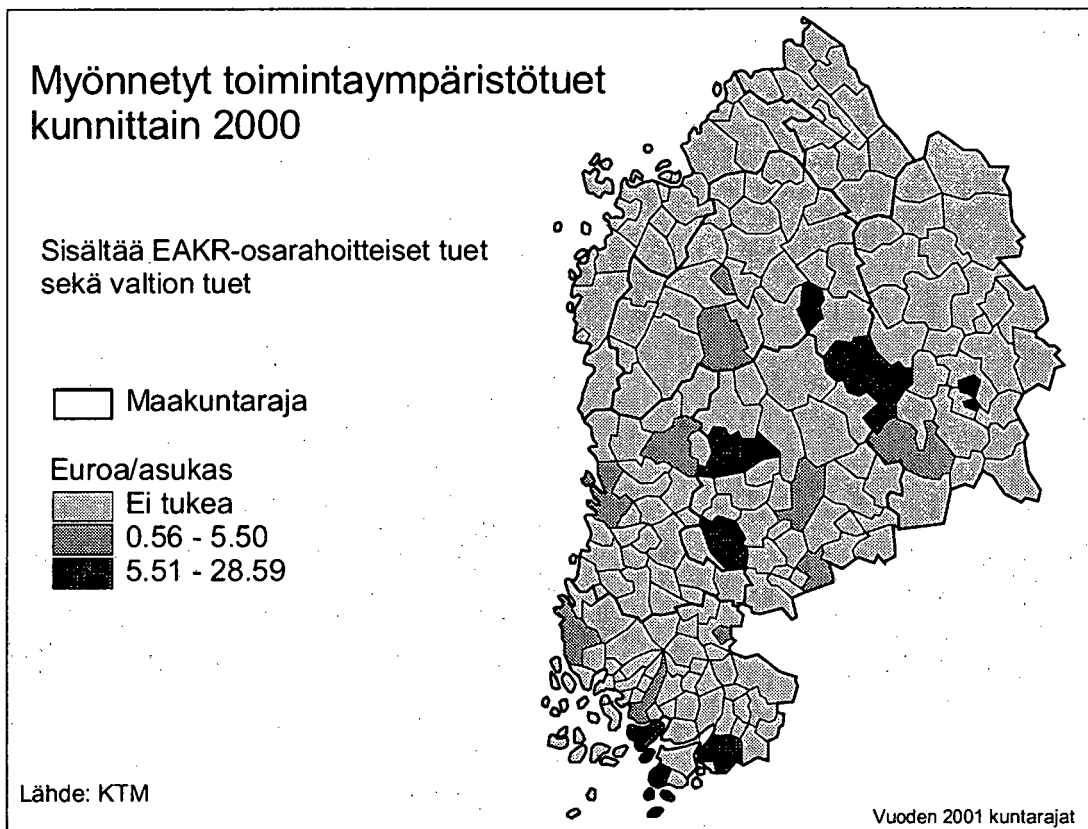 Myönnetyt toimintaympäristötuet
kunnittain 2000
Sisältää EAKR-osarahoitteiset tuet
sekä valtion tuet
Maakuntaraja
Euroa/asukas
Ei tukea
0.56 - 5.50
5.51 - 28.59
Lähde: KTM
Vuoden 2001 kuntarajat